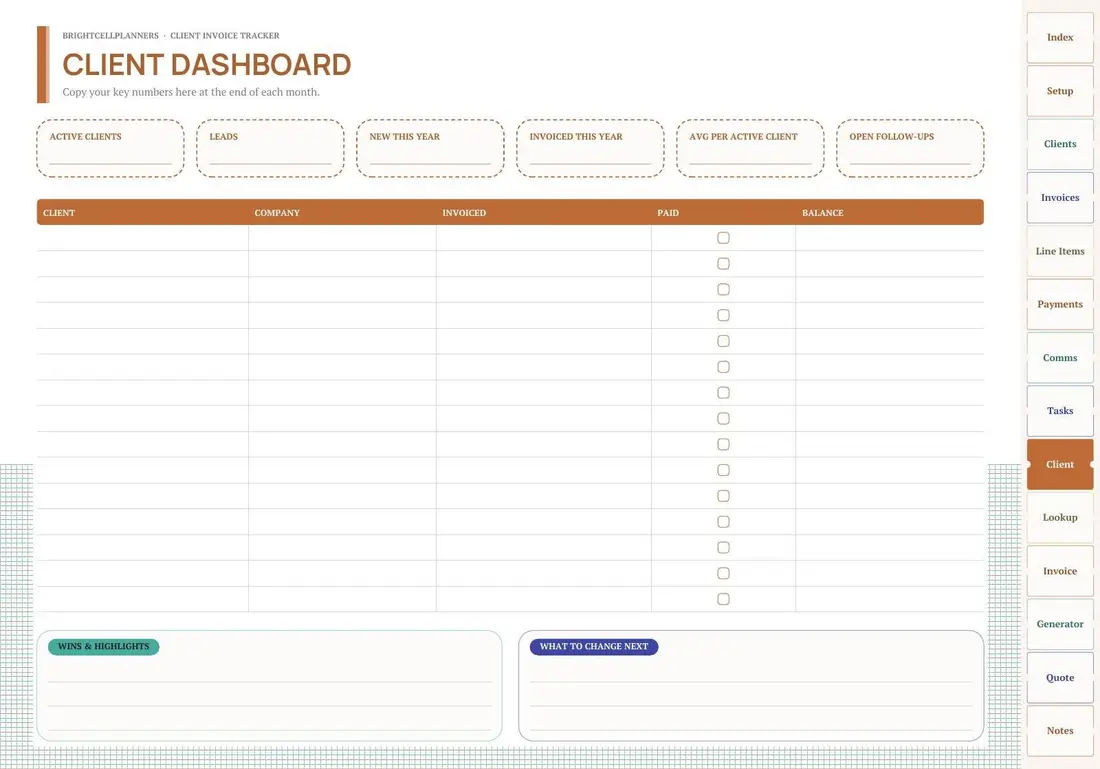 BRIGHTCELLPLANNERS · CLIENT INVOICE TRACKER
CLIENT DASHBOARD
Copy your key numbers here at the end of each month.
ACTIVE CLIENTS
LEADS
NEW THIS YEAR
INVOICED THIS YEAR
AVG PER ACTIVE CLIENT
OPEN FOLLOW-UPS
CLIENT COMPANY INVOICED PAID BALANCE
WINS & HIGHLIGHTS
WHAT TO CHANGE NEXT
Index
Setup
Clients
Invoices
Line Items
Payments
Comms
Tasks
Client
Lookup
Invoice
Generator
Quote
Notes